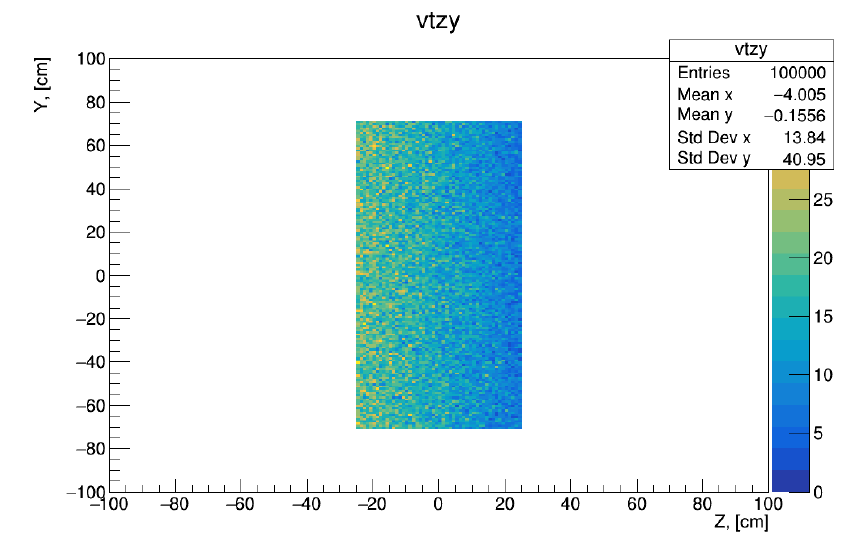 vtzy
vtzy
Entries 100000
Mean x −4.005
Mean y −0.1556
Std Dev x 13.84
Std Dev y 40.95
Y, [cm]
100
80
60
40
20
0
−20
−40
−60
−80
−100
−100 −80 −60 −40 −20 0 20 40 60 80 100
Z, [cm]
25
20
15
10
5
0